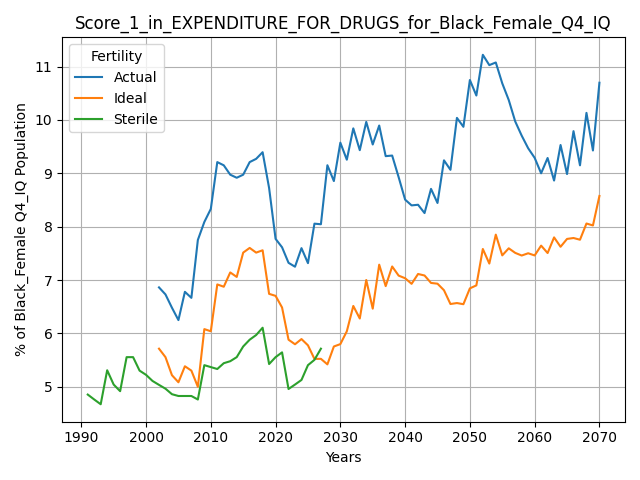 Score_1_in_EXPENDITURE_FOR_DRUGS_for_Black_Female_Q4_IQ
Fertility
Actual
Ideal
Sterile
% of Black_Female Q4_IQ Population
11
10
9
8
7
6
5
1990 2000 2010 2020 2030 2040 2050 2060 2070
Years